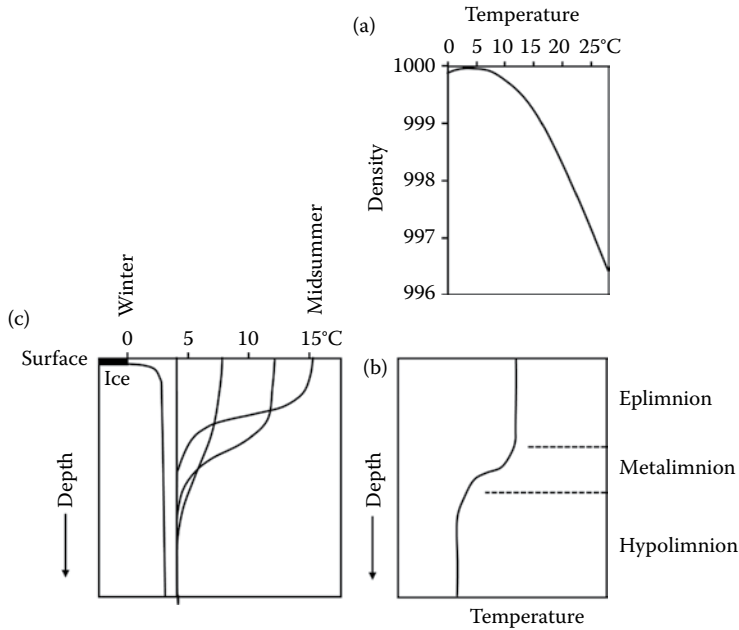 Temperature
(a)
0 5 10 15 20 25°C
1000
999
998
997
996
Density
(c)
Winter
Midsummer
0 5 10 15°C
Surface
Ice
Depth
(b)
Eplimnion
Metalimnion
Hypolimnion
Depth
Temperature